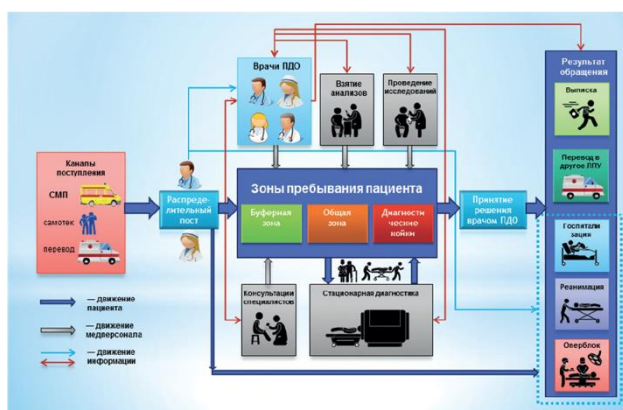 Каналы
поступления
СМП
самотек
перевод
Распреде-
лительный
пост
Врачи ПДО
Взятие
анализов
Проведение
исследований
Зоны пребывания пациента
Буферная
зона
Общая
зона
Диагности
ческие
койки
Консультации
специалистов
Стационарная диагностика
Принятие
решения
врачом ПДО
Результат
обращения
Выписка
Перевод в
другое ЛПУ
Госпитали
зация
Реанимация
Оперблок
— движение
пациента
— движение
медперсонала
— движение
информации